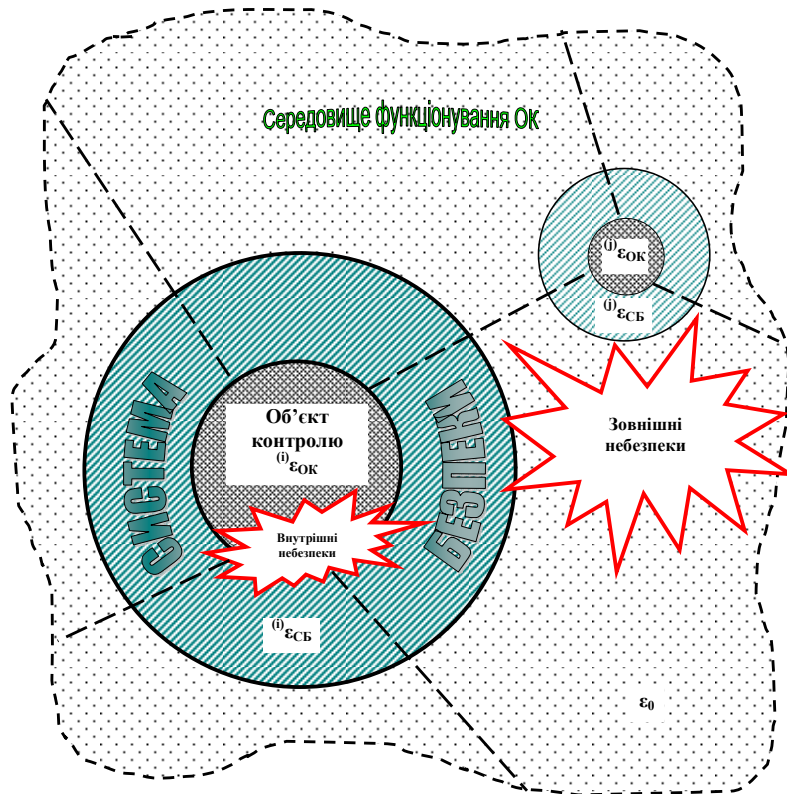 Середовище функціонування ОК
(j)εОК
(j)εСБ
СИСТЕМА
БЕЗПЕКИ
Об’єкт
контролю
(i)εОК
Зовнішні
небезпеки
Внутрішні
небезпеки
(i)εСБ
ε0